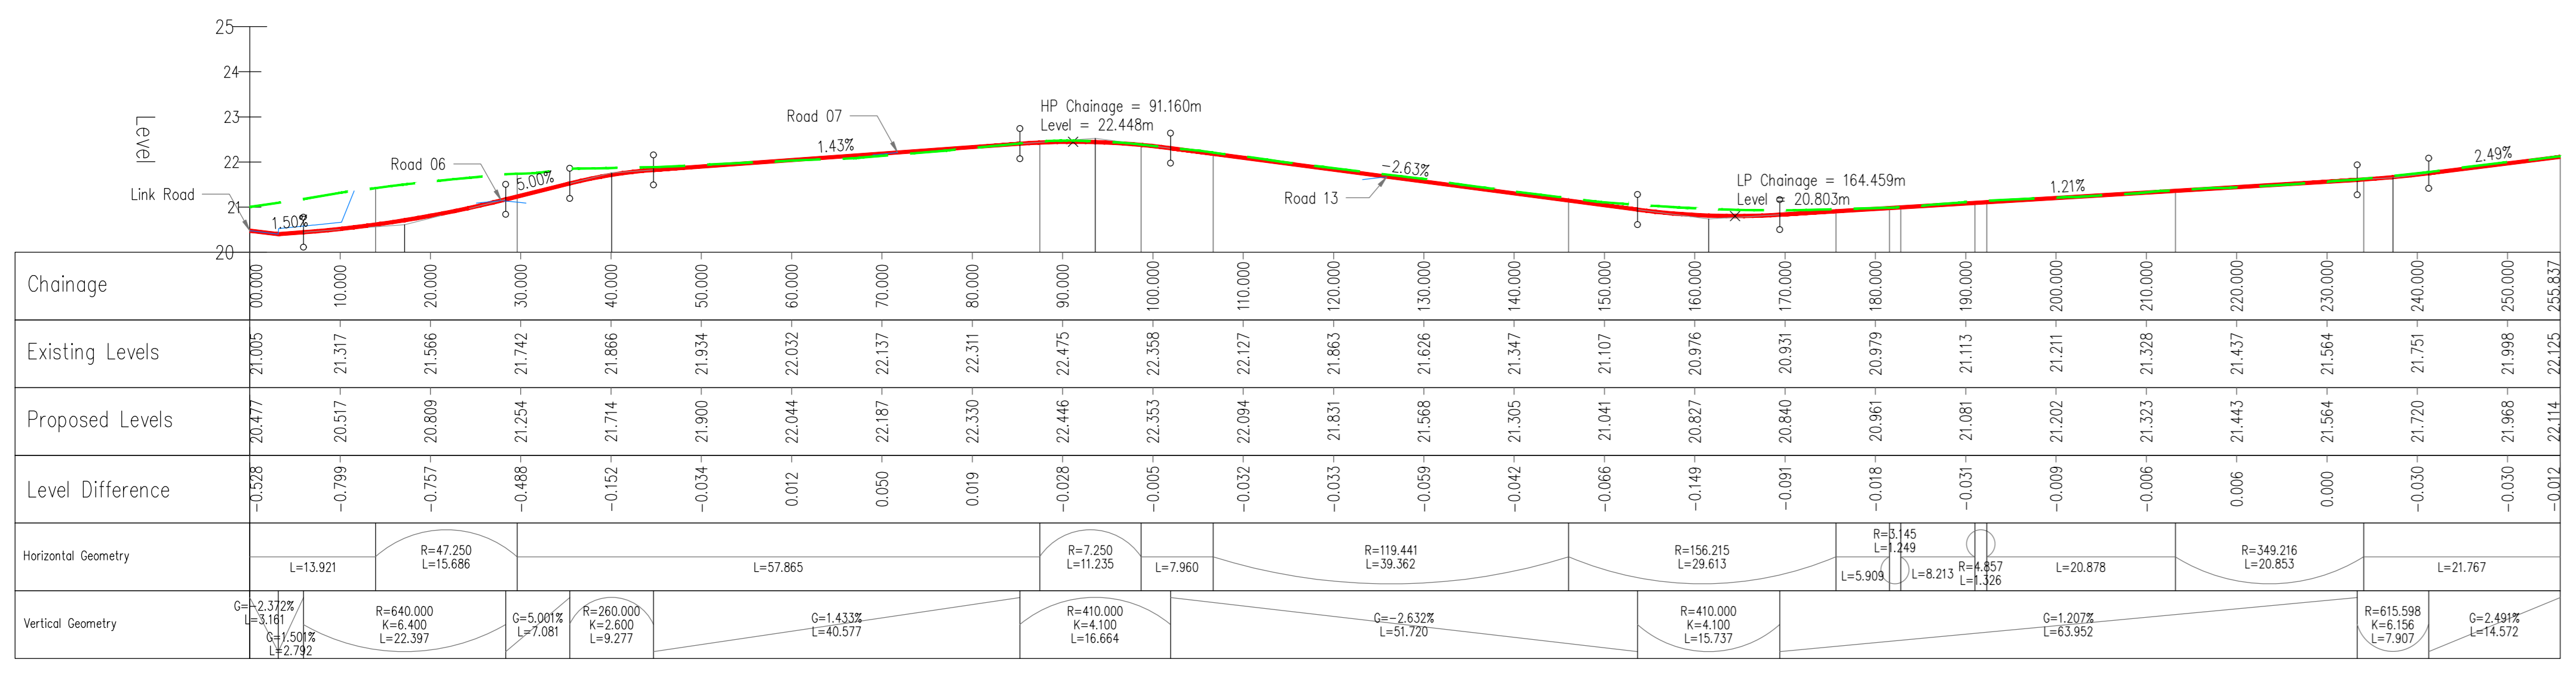 25
24
23
22
21
20
Level
Link Road
1.50%
Road 06
5.00%
Road 07
1.43%
HP Chainage = 91.160m
Level = 22.448m
-2.63%
Road 13
LP Chainage = 164.459m
Level = 20.803m
1.21%
2.49%
Chainage
00.000
10.000
20.000
30.000
40.000
50.000
60.000
70.000
80.000
90.000
100.000
110.000
120.000
130.000
140.000
150.000
160.000
170.000
180.000
190.000
200.000
210.000
220.000
230.000
240.000
250.000
255.837
Existing Levels
21.005
21.317
21.566
21.742
21.866
21.934
22.032
22.137
22.311
22.475
22.358
22.127
21.863
21.626
21.347
21.107
20.976
20.931
20.979
21.113
21.211
21.328
21.437
21.564
21.751
21.998
22.125
Proposed Levels
20.477
20.517
20.809
21.254
21.714
21.900
22.044
22.187
22.330
22.446
22.353
22.094
21.831
21.568
21.305
21.041
20.827
20.840
20.961
21.081
21.202
21.323
21.443
21.564
21.720
21.968
22.114
Level Difference
-0.528
-0.799
-0.757
-0.488
-0.152
-0.034
0.012
0.050
0.019
-0.028
-0.005
-0.032
-0.033
-0.059
-0.042
-0.066
-0.149
-0.091
-0.018
-0.031
-0.009
-0.006
0.006
0.000
-0.030
-0.030
-0.012
Horizontal Geometry
L=13.921
R=47.250
L=15.686
L=57.865
R=7.250
L=11.235
L=7.960
R=119.441
L=39.362
R=156.215
L=29.613
L=5.909
R=3.145
L=1.249
L=8.213
R=4.857
L=1.326
L=20.878
R=349.216
L=20.853
L=21.767
Vertical Geometry
G=-2.372%
L=3.161
G=1.501%
L=2.792
R=640.000
K=6.400
L=22.397
G=5.001%
L=7.081
R=260.000
K=2.600
L=9.277
G=1.433%
L=40.577
R=410.000
K=4.100
L=16.664
G=-2.632%
L=51.720
R=410.000
K=4.100
L=15.737
G=1.207%
L=63.952
R=615.598
K=6.156
L=7.907
G=2.491%
L=14.572